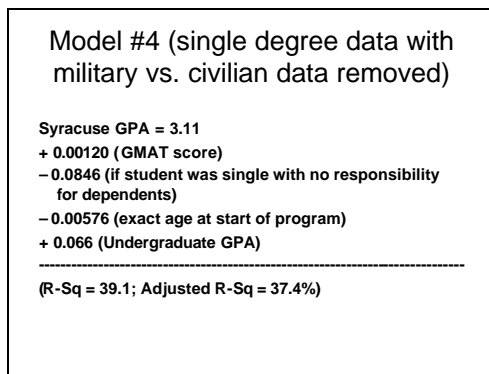 Model #4 (single degree data with
military vs. civilian data removed)
Syracuse GPA = 3.11
+ 0.00120 (GMAT score)
– 0.0846 (if student was single with no responsibility
for dependents)
– 0.00576 (exact age at start of program)
+ 0.066 (Undergraduate GPA)
--------------------------------------------------------------------------------
(R-Sq = 39.1; Adjusted R-Sq = 37.4%)